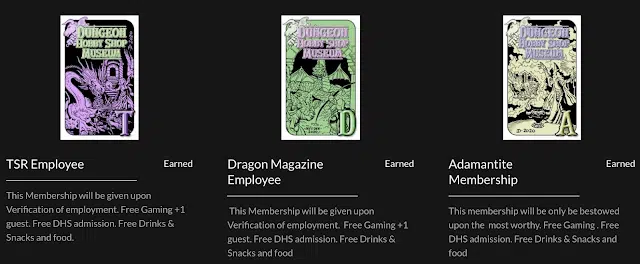 DUNGEON
HOBBY SHOP
MUSEUM
T
TSR Employee
Earned
This Membership will be given upon
Verification of employment. Free Gaming +1
guest. Free DHS admission. Free Drinks &
Snacks and food.
DUNGEON
HOBBY SHOP
MUSEUM
D
Dragon Magazine
Employee
Earned
This Membership will be given upon
Verification of employment. Free Gaming +1
guest. Free DHS admission. Free Drinks &
Snacks and food
DUNGEON
HOBBY SHOP
MUSEUM
A
Adamantite
Membership
Earned
This membership will be only be bestowed
upon the most worthy. Free Gaming . Free
DHS admission. Free Drinks & Snacks and
food